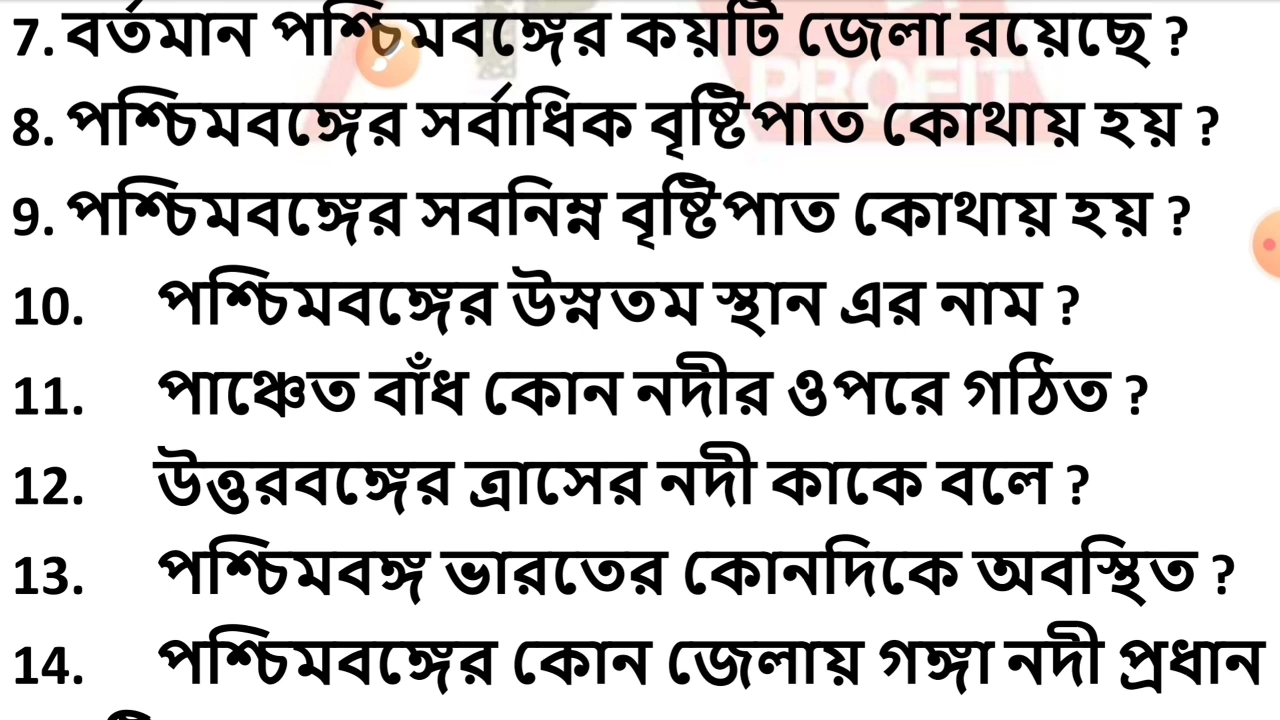 7. বর্তমান পশ্চিমবঙ্গের কয়টি জেলা রয়েছে ?
PROFIT
8. পশ্চিমবঙ্গের সর্বাধিক বৃষ্টিপাত কোথায় হয় ?
9. পশ্চিমবঙ্গের সবনিম্ন বৃষ্টিপাত কোথায় হয় ?
10. পশ্চিমবঙ্গের উষ্ণতম স্থান এর নাম ?
11. পাঞ্চেত বাঁধ কোন নদীর ওপরে গঠিত ?
12. উত্তরবঙ্গের ত্রাসের নদী কাকে বলে ?
13. পশ্চিমবঙ্গ ভারতের কোনদিকে অবস্থিত ?
14. পশ্চিমবঙ্গের কোন জেলায় গঙ্গা নদী প্রধান